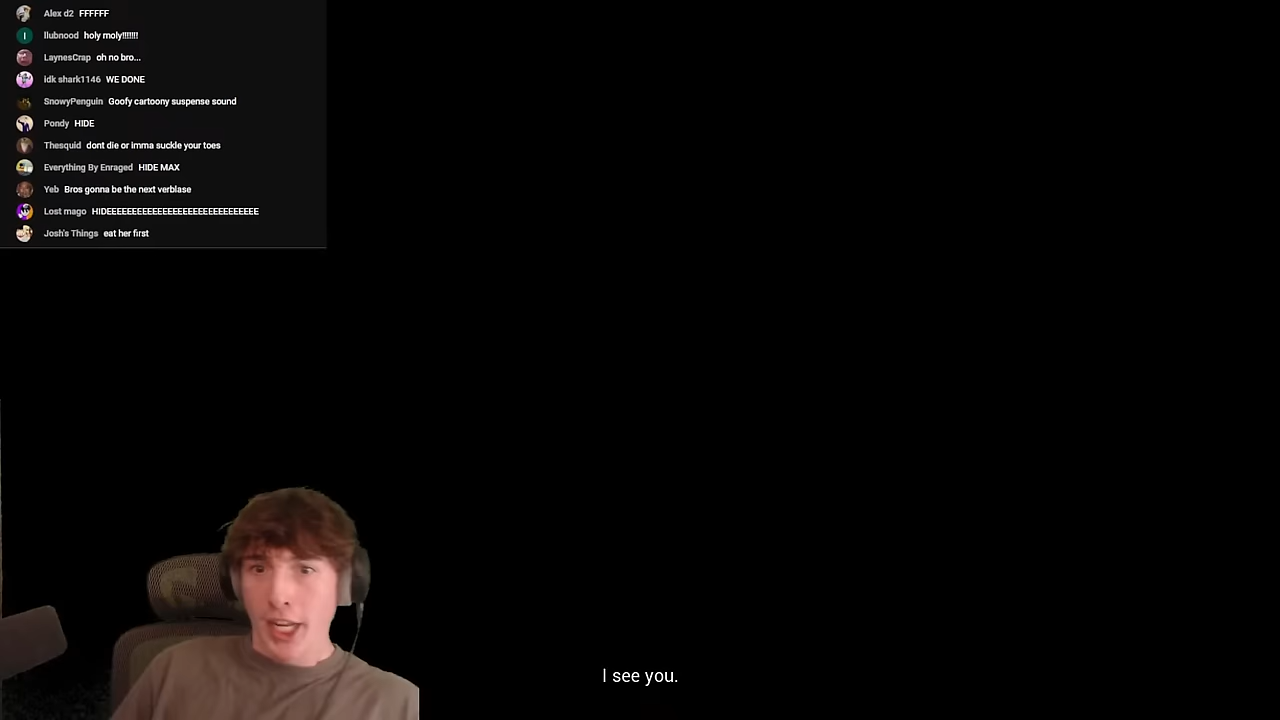 Alex d2 FFFFFF
I llubnood holy moly!!!!!!!
LaynesCrap oh no bro...
idk shark1146 WE DONE
SnowyPenguin Goofy cartoony suspense sound
Pondy HIDE
Thesquid dont die or imma suckle your toes
Everything By Enraged HIDE MAX
Yeb Bros gonna be the next verblase
Lost mago HIDEEEEEEEEEEEEEEEEEEEEEEEEEEEEEE
Josh's Things eat her first
I see you.